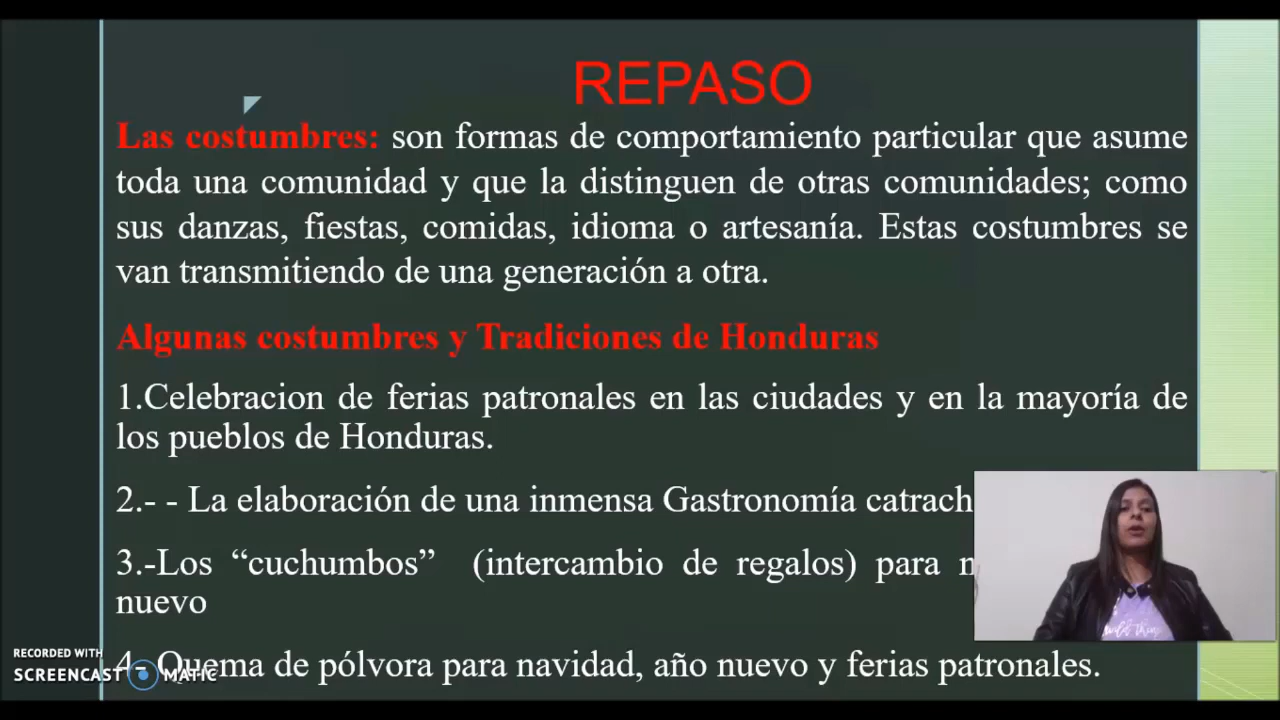 REPASO
Las costumbres: son formas de comportamiento particular que asume
toda una comunidad y que la distinguen de otras comunidades; como
sus danzas, fiestas, comidas, idioma o artesanía. Estas costumbres se
van transmitiendo de una generación a otra.
Algunas costumbres y Tradiciones de Honduras
1.Celebracion de ferias patronales en las ciudades y en la mayoría de
los pueblos de Honduras.
2.- - La elaboración de una inmensa Gastronomía
3.-Los “cuchumbos” (intercambio de regalos) para
nuevo
4- Quema de pólvora para navidad, año nuevo y ferias patronales.
RECORDED WITH
SCREENCAST MATIC